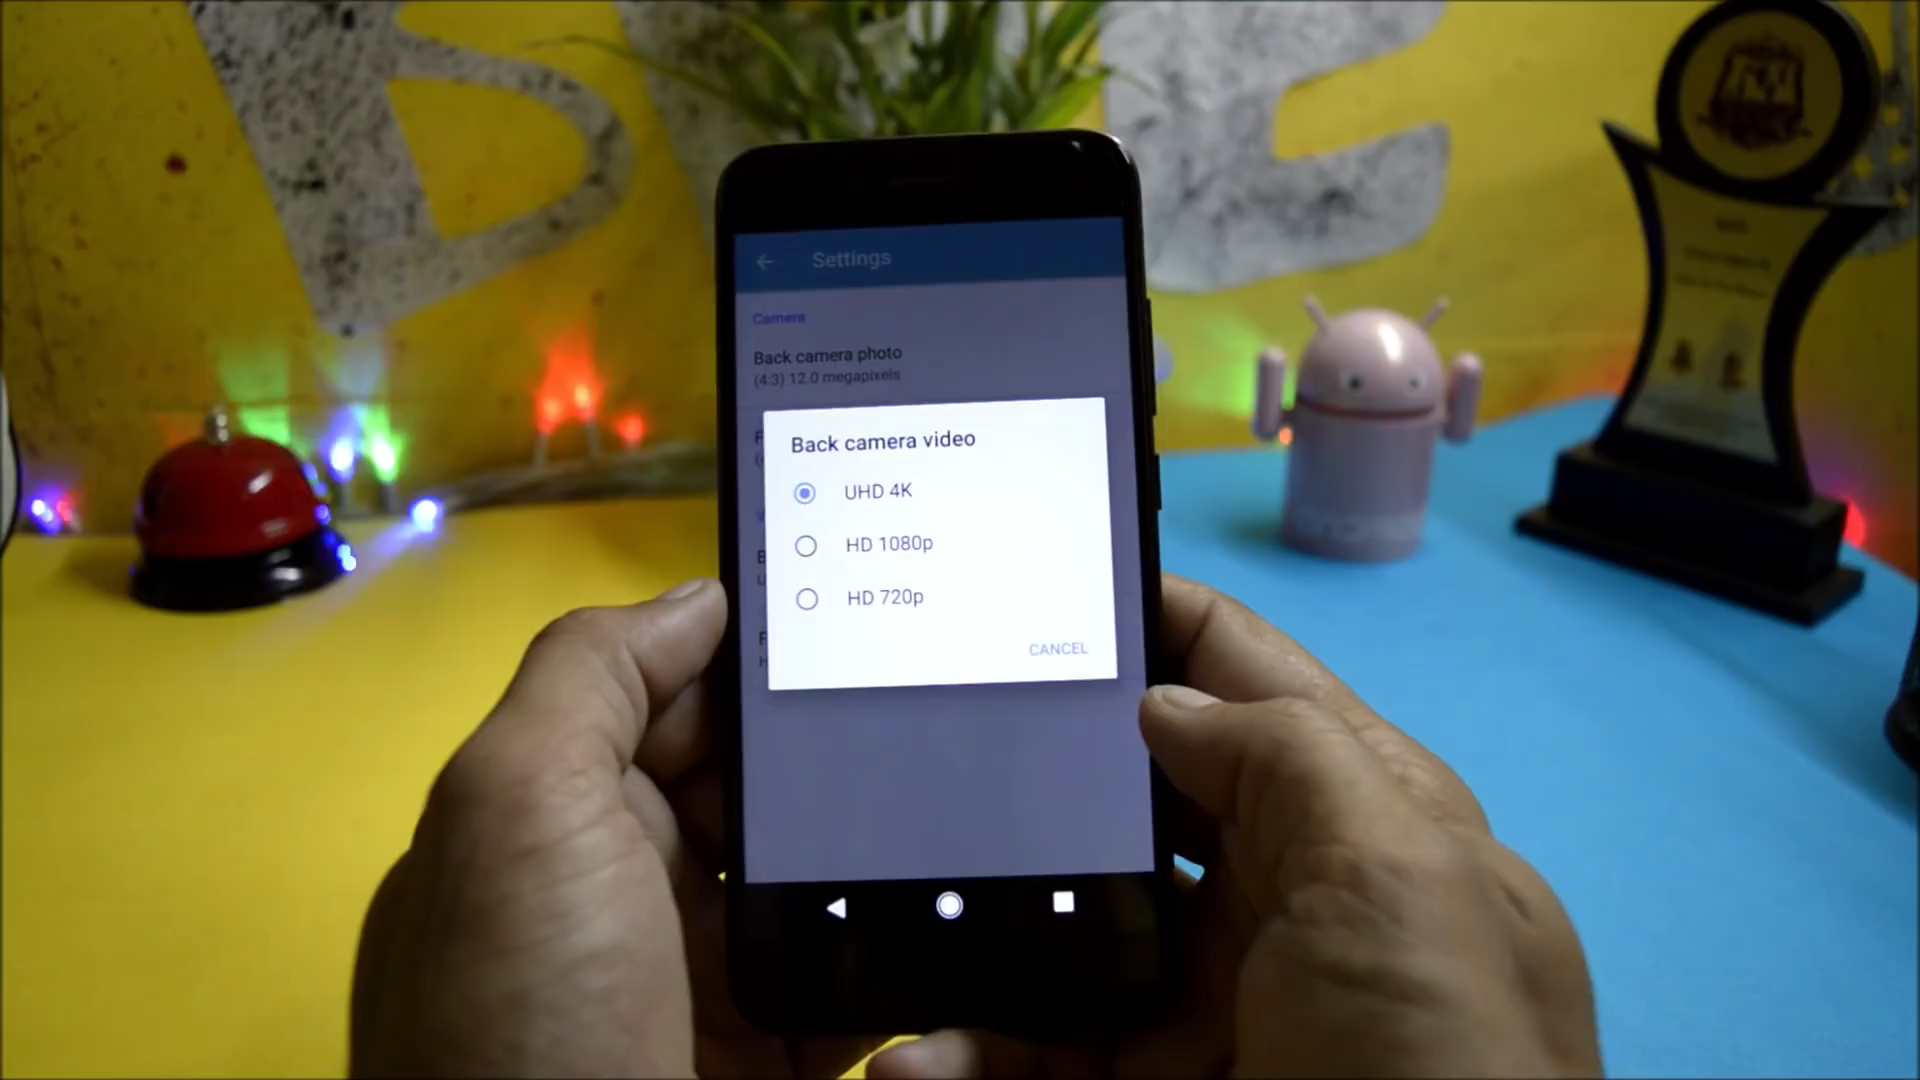 Settings
Camera
Back camera photo
(4:3) 12.0 megapixels
Back camera video
UHD 4K
HD 1080p
HD 720p
CANCEL